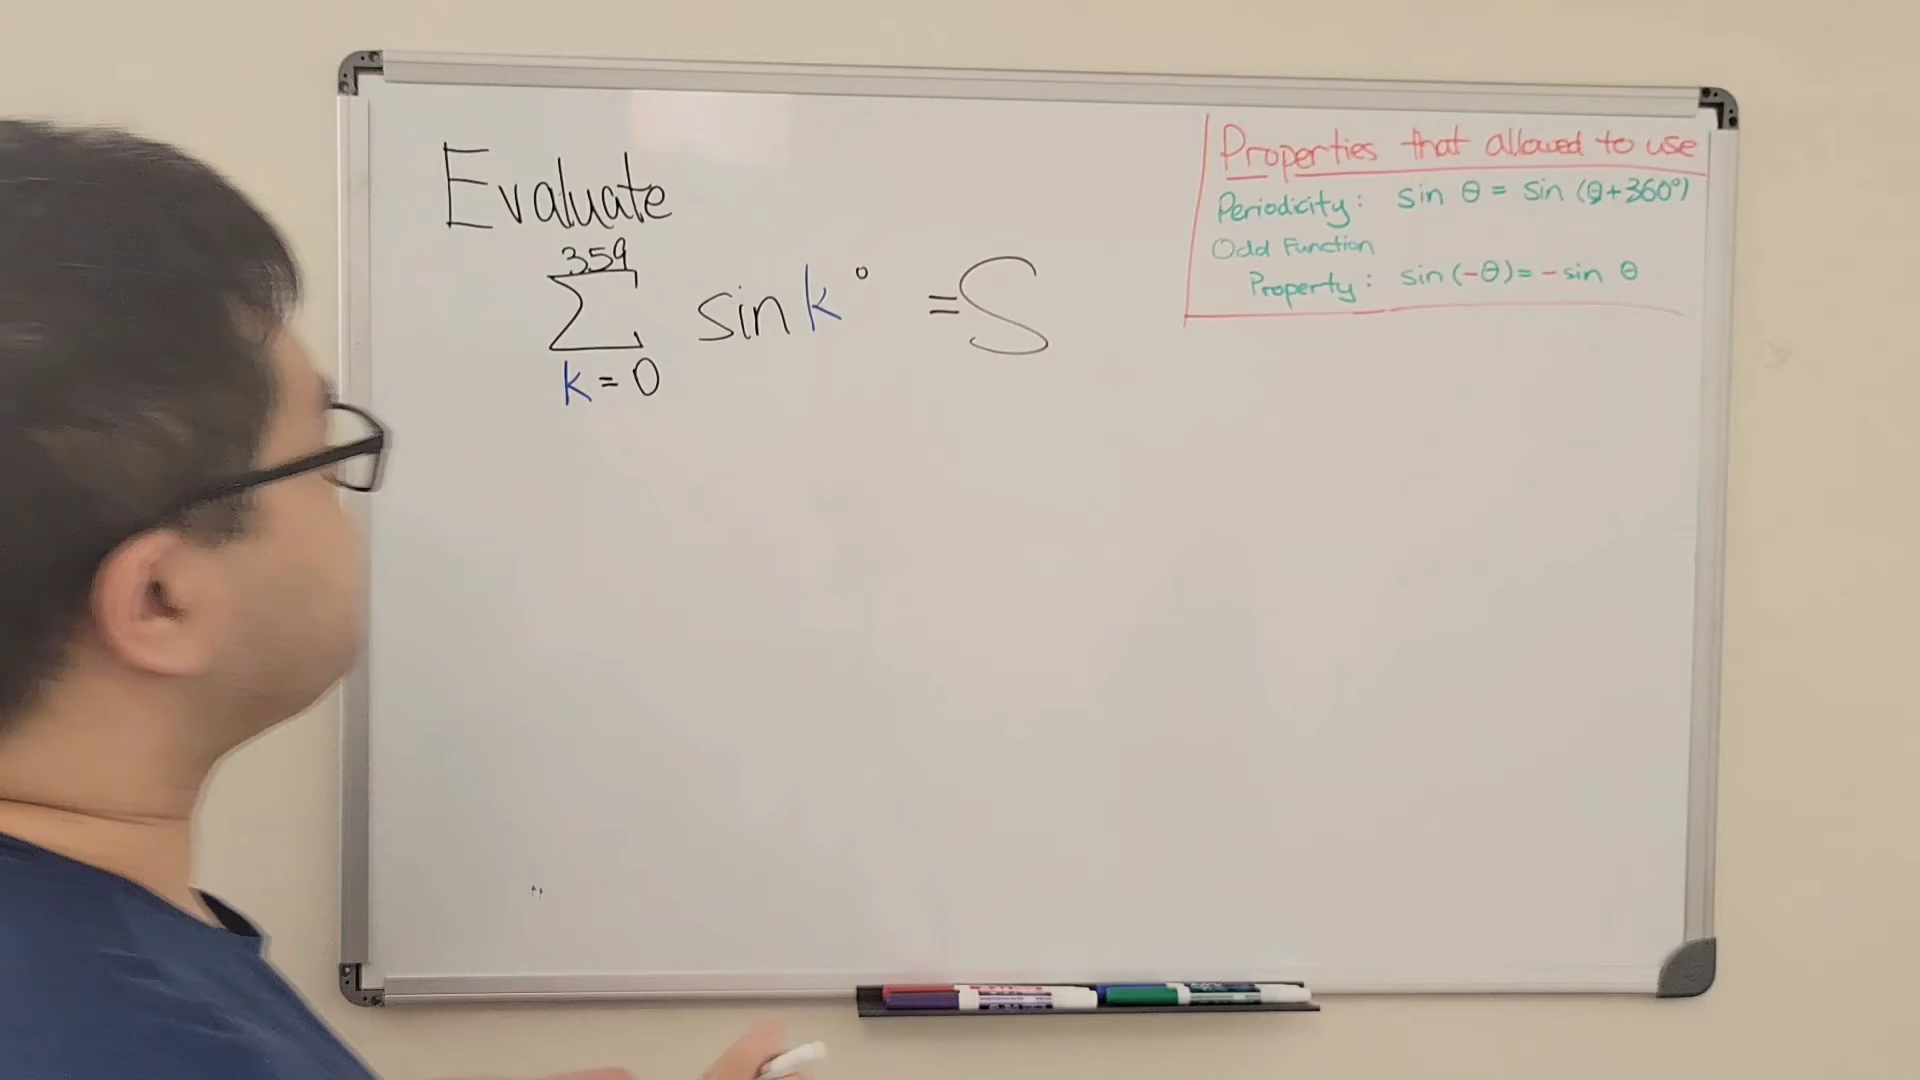 Evaluate
359
∑ sin k° = S
k = 0
Properties that allowed to use
Periodicity: sin θ = sin (θ+360°)
Odd Function
Property: sin (-θ) = - sin θ